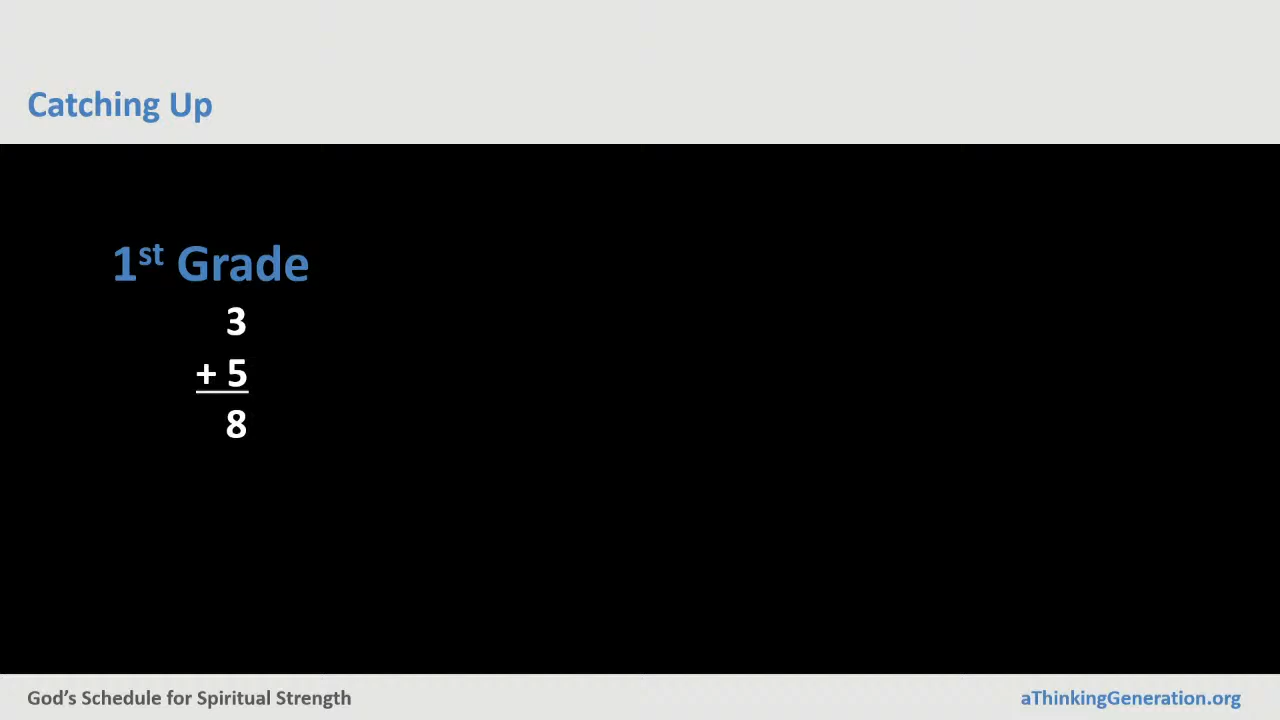 Catching Up
1st Grade
3
+ 5
8
God's Schedule for Spiritual Strength
aThinkingGeneration.org